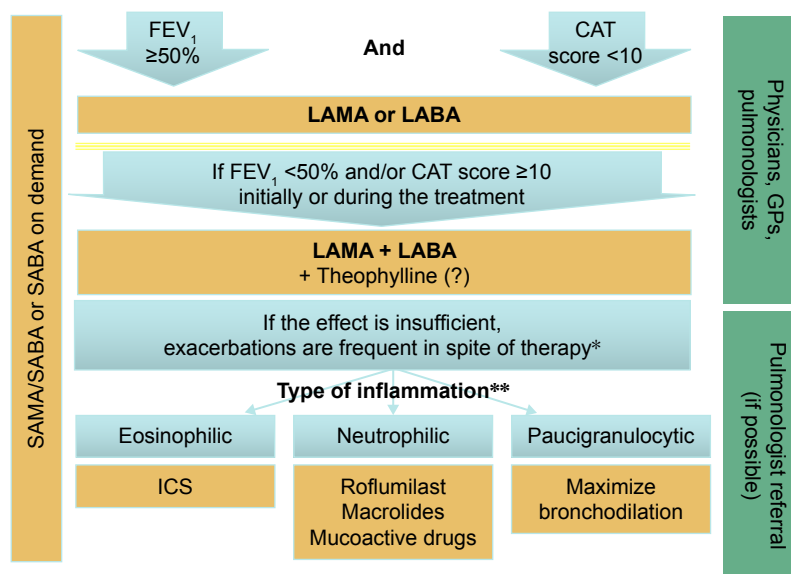 FEV₁
≥50%
And
CAT
score <10
LAMA or LABA
If FEV₁ <50% and/or CAT score ≥10
initially or during the treatment
LAMA + LABA
+ Theophylline (?)
If the effect is insufficient,
exacerbations are frequent in spite of therapy*
Type of inflammation**
Eosinophilic
Neutrophilic
Paucigranulocytic
ICS
Roflumilast
Macrolides
Mucoactive drugs
Maximize
bronchodilation
SAMA/SABA or SABA on demand
Physicians, GPs,
pulmonologists
Pulmonologist referral
(if possible)